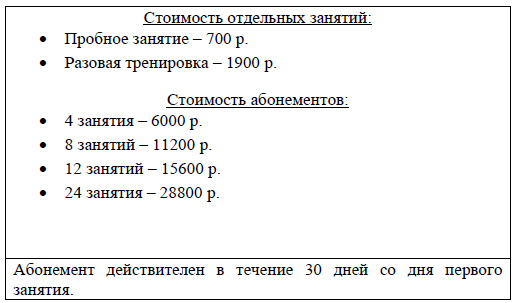 Стоимость отдельных занятий:
• Пробное занятие – 700 р.
• Разовая тренировка – 1900 р.
Стоимость абонементов:
• 4 занятия – 6000 р.
• 8 занятий – 11200 р.
• 12 занятий – 15600 р.
• 24 занятия – 28800 р.
Абонемент действителен в течение 30 дней со дня первого
занятия.